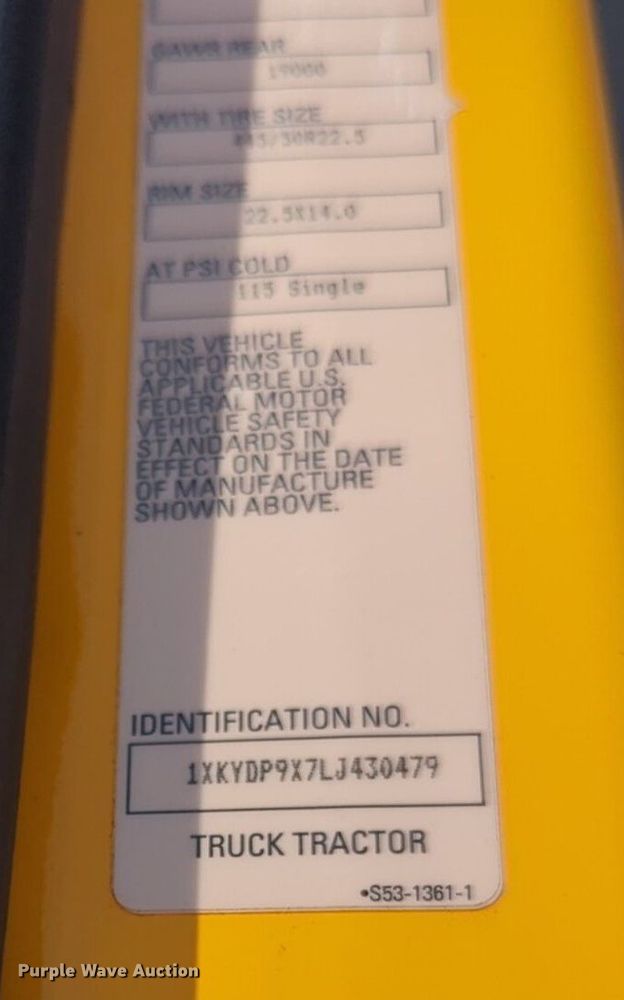 GAWR REAR
19000
WITH TIRE SIZE
RIM SIZE
22.5X14.0
AT PSI COLD
115 Single
THIS VEHICLE
CONFORMS TO ALL
APPLICABLE U.S.
FEDERAL MOTOR
VEHICLE SAFETY
STANDARDS IN
EFFECT ON THE DATE
OF MANUFACTURE
SHOWN ABOVE.
IDENTIFICATION NO.
1XKYDP9X7LJ430479
TRUCK TRACTOR
•S53-1361-1
Purple Wave Auction